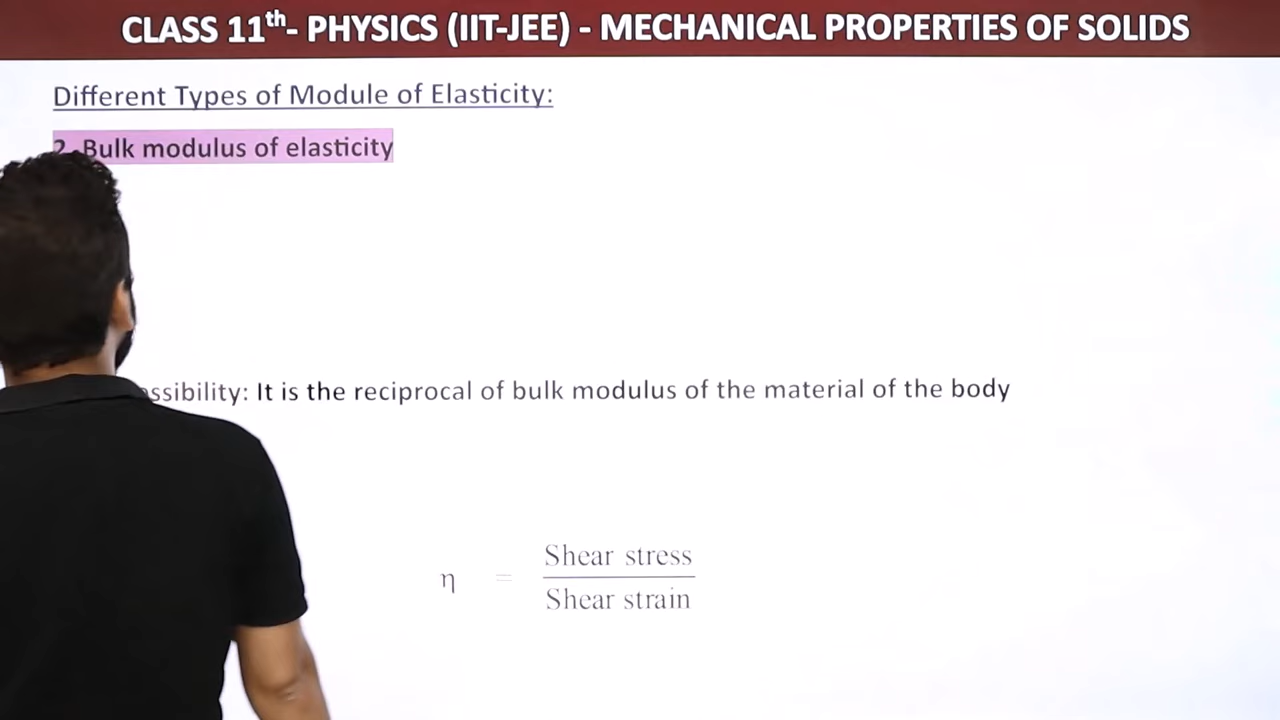 CLASS 11th- PHYSICS (IIT-JEE) - MECHANICAL PROPERTIES OF SOLIDS
Different Types of Module of Elasticity:
2. Bulk modulus of elasticity
It is the reciprocal of bulk modulus of the material of the body
η = Shear stress
Shear strain